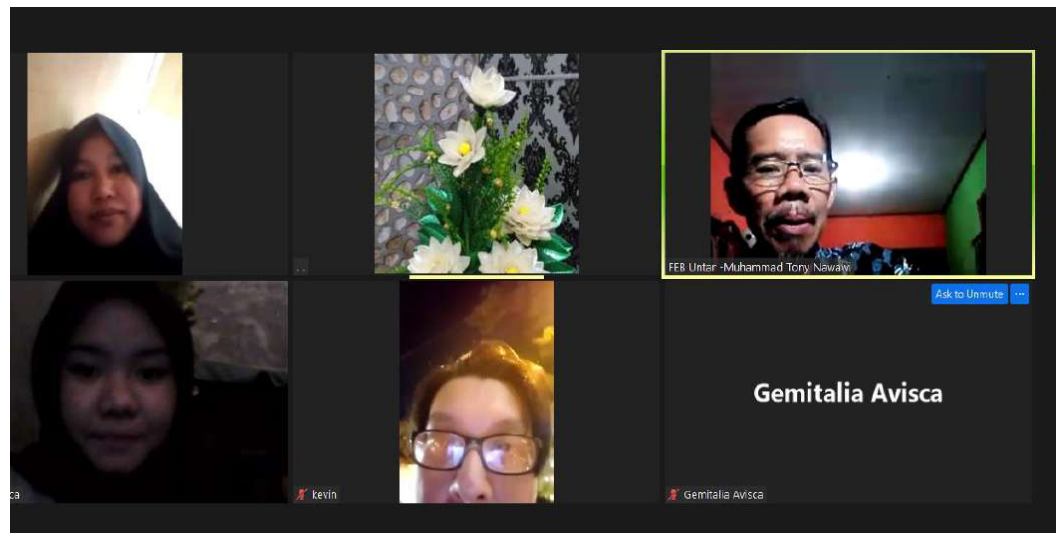 ..
FEB Untar -Muhammad Tony Nawawi
Ask to Unmute ...
Gemitalia Avisca
ca
kevin
Gemitalia Avisca